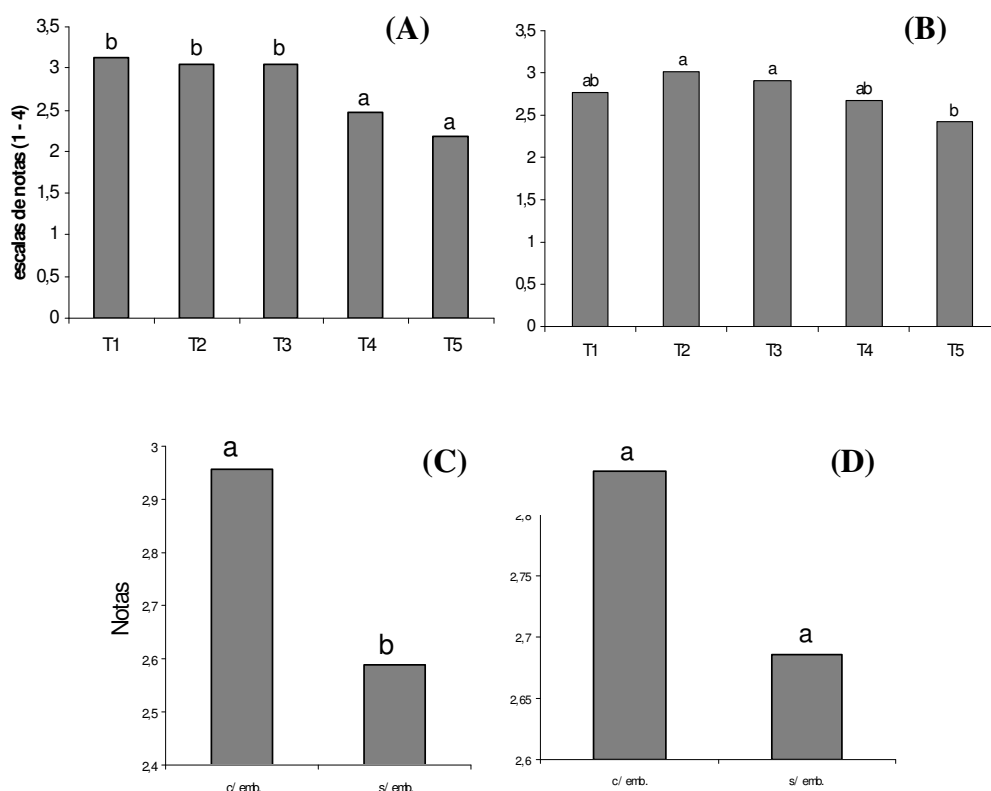 (A)
escalas de notas (1 - 4)
3,5
3
2,5
2
1,5
1
0,5
0
b b b a a
T1 T2 T3 T4 T5
(B)
3,5
3
2,5
2
1,5
1
0,5
0
ab a a ab b
T1 T2 T3 T4 T5
(C)
Notas
3
2,9
2,8
2,7
2,6
2,5
2,4
a b
c/ emb. s/ emb.
(D)
2,8
2,75
2,7
2,65
2,6
a a
c/ emb. s/ emb.